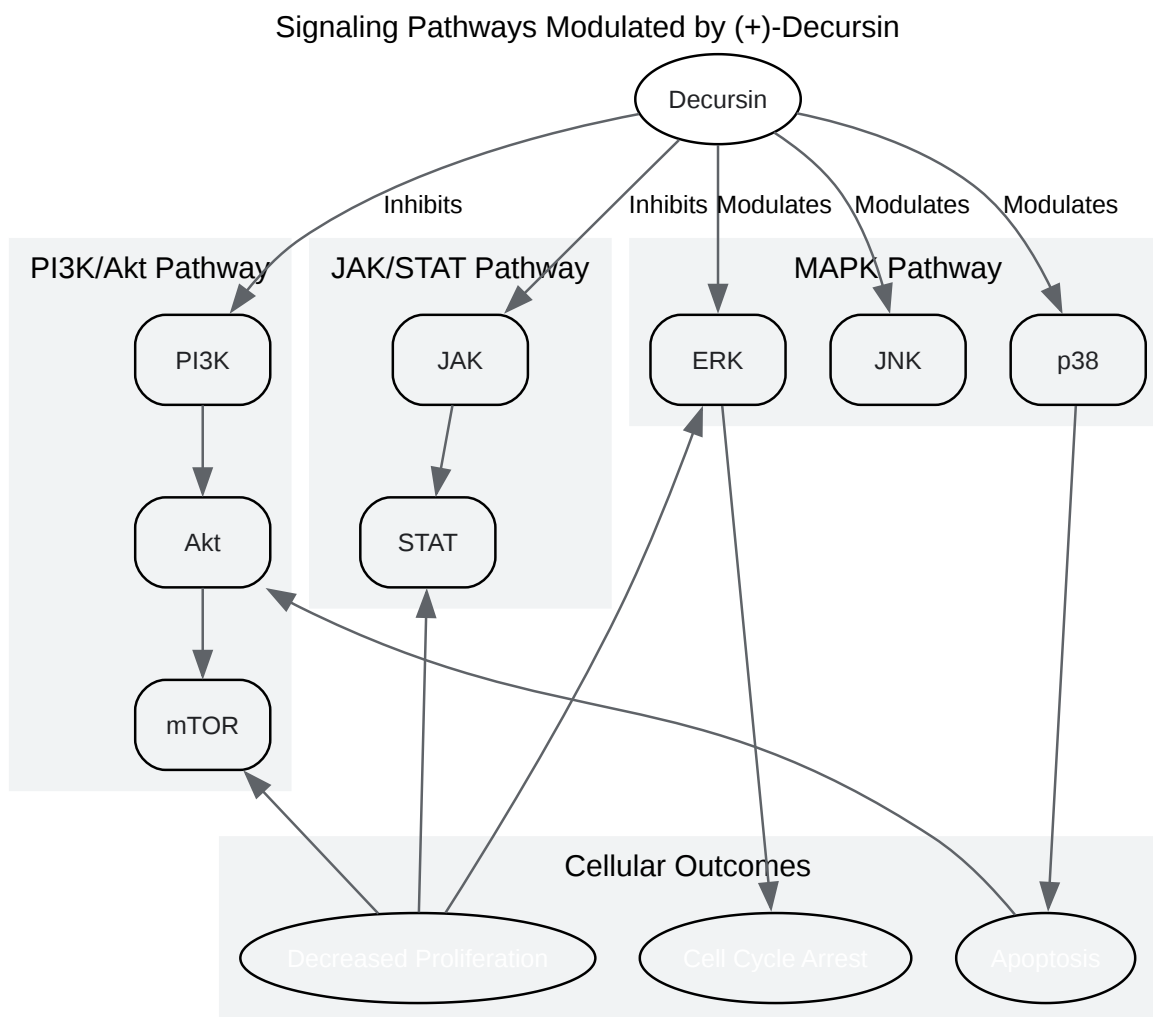 Signaling Pathways Modulated by (+)-Decursin
Decursin
Inhibits
Inhibits
Modulates
Modulates
Modulates
PI3K/Akt Pathway
JAK/STAT Pathway
MAPK Pathway
PI3K
JAK
ERK
JNK
p38
Akt
STAT
mTOR
Cellular Outcomes
Decreased Proliferation
Cell Cycle Arrest
Apoptosis